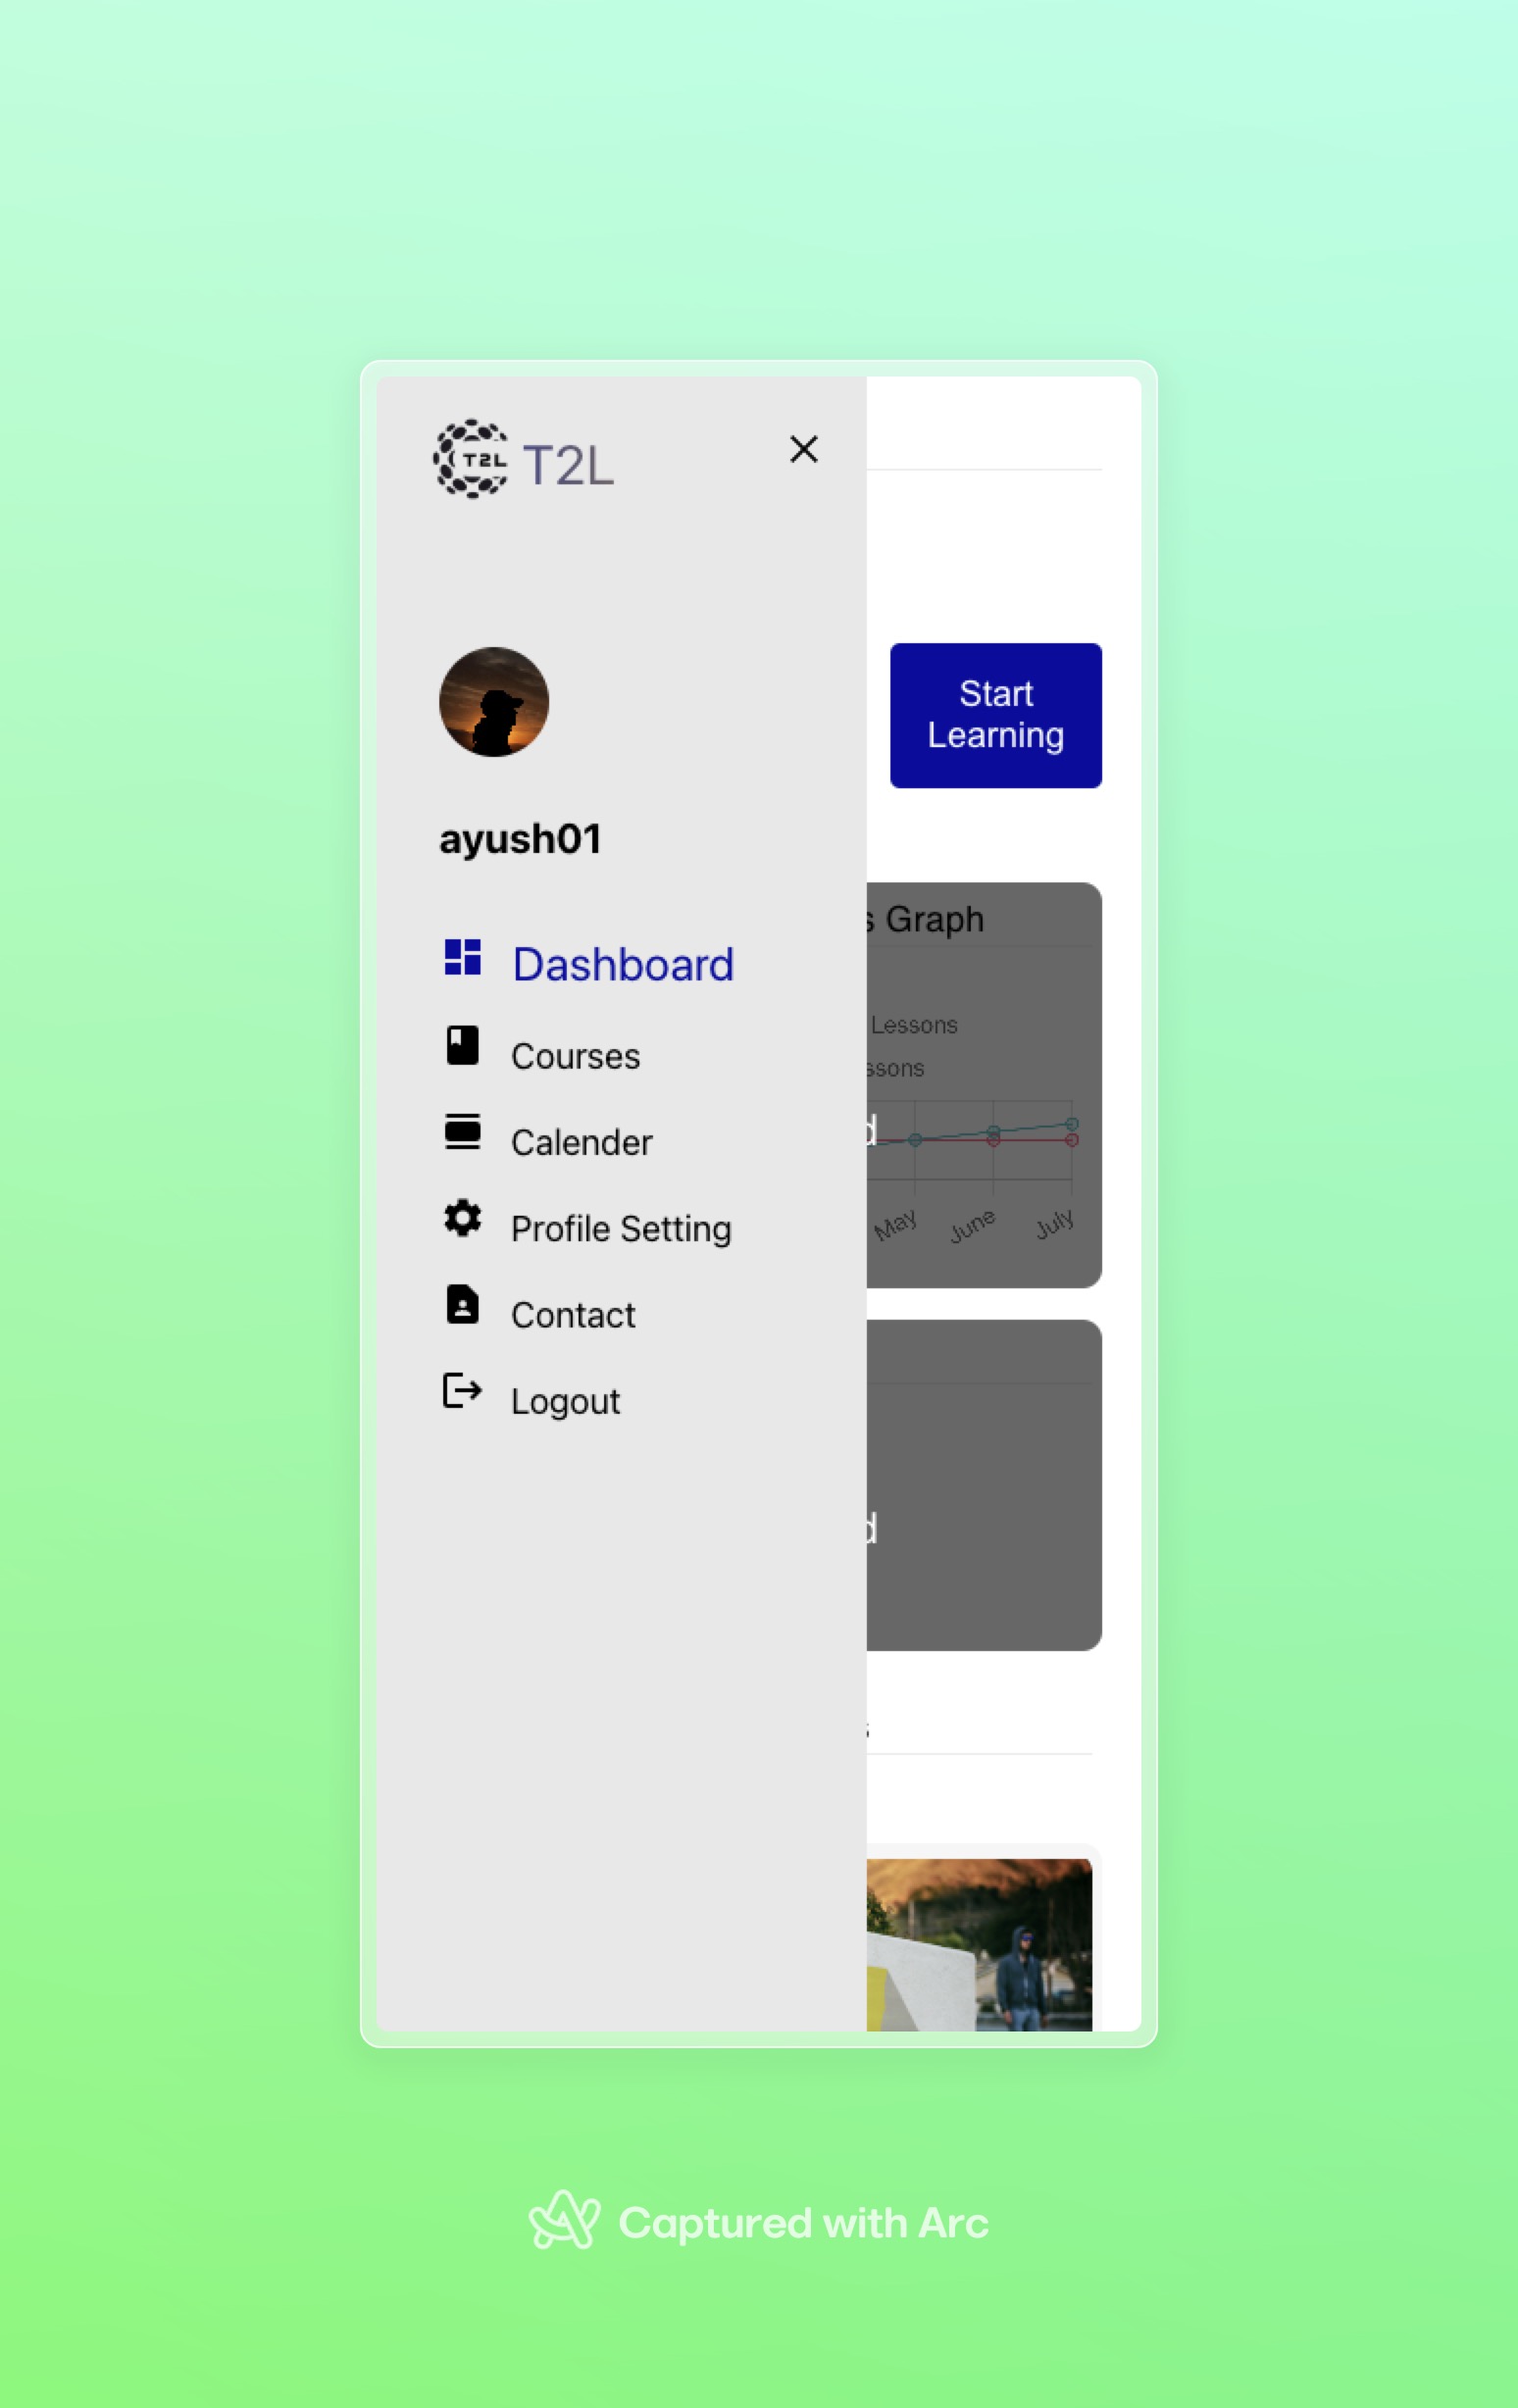 T2L T2L
Start
Learning
ayush01
s Graph
Dashboard
Lessons
Courses
ssons
d
Calender
May June July
Profile Setting
Contact
Logout
d
s
Captured with Arc